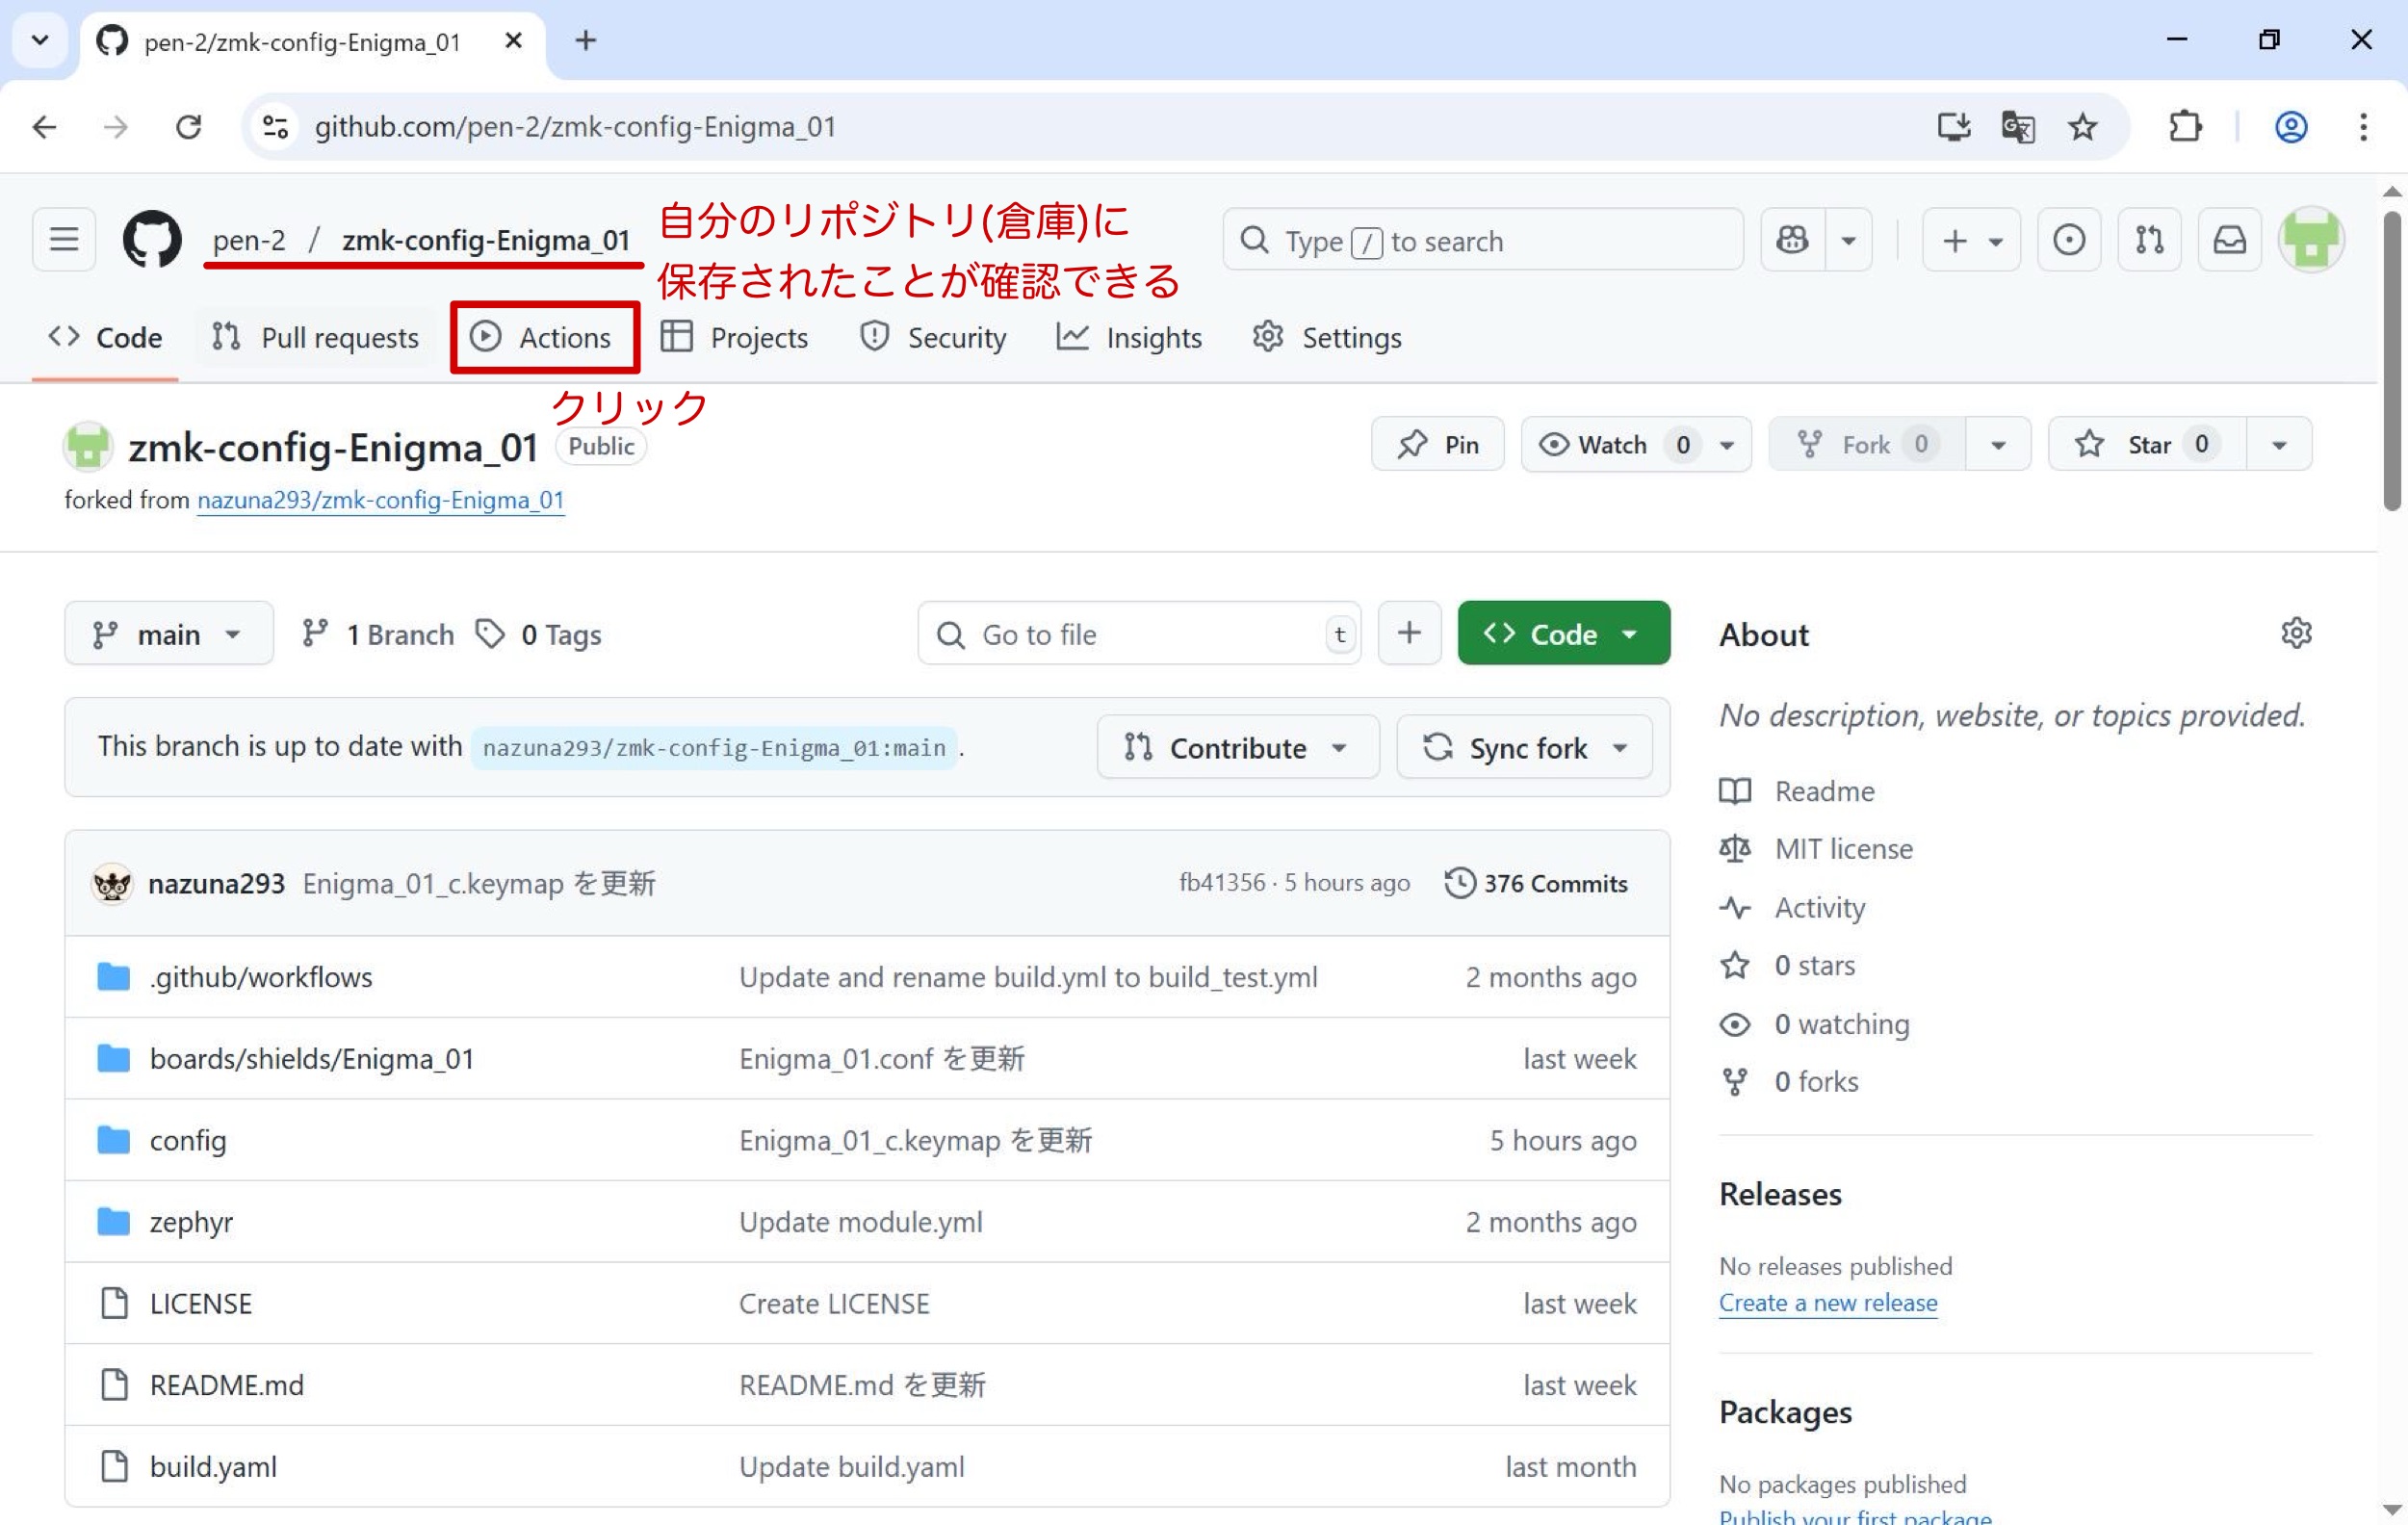 pen-2/zmk-config-Enigma_01
github.com/pen-2/zmk-config-Enigma_01
pen-2 / zmk-config-Enigma_01
自分のリポジトリ(倉庫)に
保存されたことが確認できる
Type / to search
Code Pull requests Actions Projects Security Insights Settings
クリック
zmk-config-Enigma_01 Public
Pin Watch 0 Fork 0 Star 0
forked from nazuna293/zmk-config-Enigma_01
main 1 Branch 0 Tags Go to file t Code
This branch is up to date with nazuna293/zmk-config-Enigma_01:main .
Contribute Sync fork
nazuna293 Enigma_01_c.keymap を更新 fb41356 · 5 hours ago 376 Commits
.github/workflows Update and rename build.yml to build_test.yml 2 months ago
boards/shields/Enigma_01 Enigma_01.conf を更新 last week
config Enigma_01_c.keymap を更新 5 hours ago
zephyr Update module.yml 2 months ago
LICENSE Create LICENSE last week
README.md README.md を更新 last week
build.yaml Update build.yaml last month
About
No description, website, or topics provided.
Readme
MIT license
Activity
0 stars
0 watching
0 forks
Releases
No releases published
Create a new release
Packages
No packages published
Publish your first package